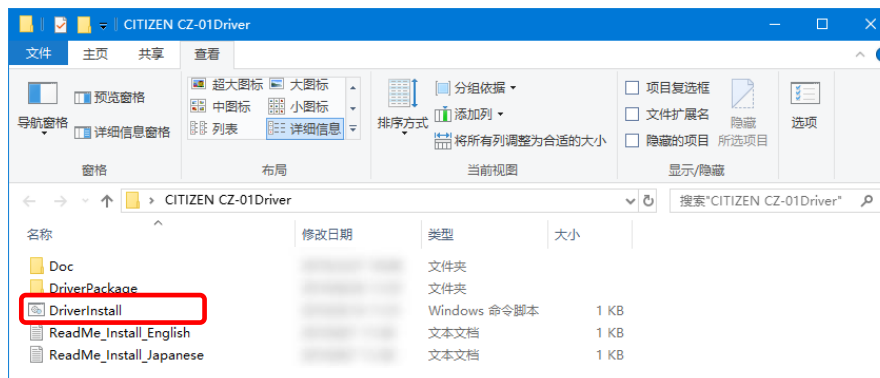 CITIZEN CZ-01Driver
文件 主页 共享 查看
导航窗格 预览窗格 详细信息窗格
窗格
超大图标 大图标
中图标 小图标
列表 详细信息
布局
排序方式 分组依据
添加列
将所有列调整为合适的大小
当前视图
项目复选框
文件扩展名
隐藏的项目
隐藏
所选项目
显示/隐藏
选项
CITIZEN CZ-01Driver 搜索"CITIZEN CZ-01Driver"
名称 修改日期 类型 大小
Doc 文件夹
DriverPackage 文件夹
DriverInstall Windows 命令脚本 1 KB
ReadMe_Install_English 文本文档 1 KB
ReadMe_Install_Japanese 文本文档 1 KB